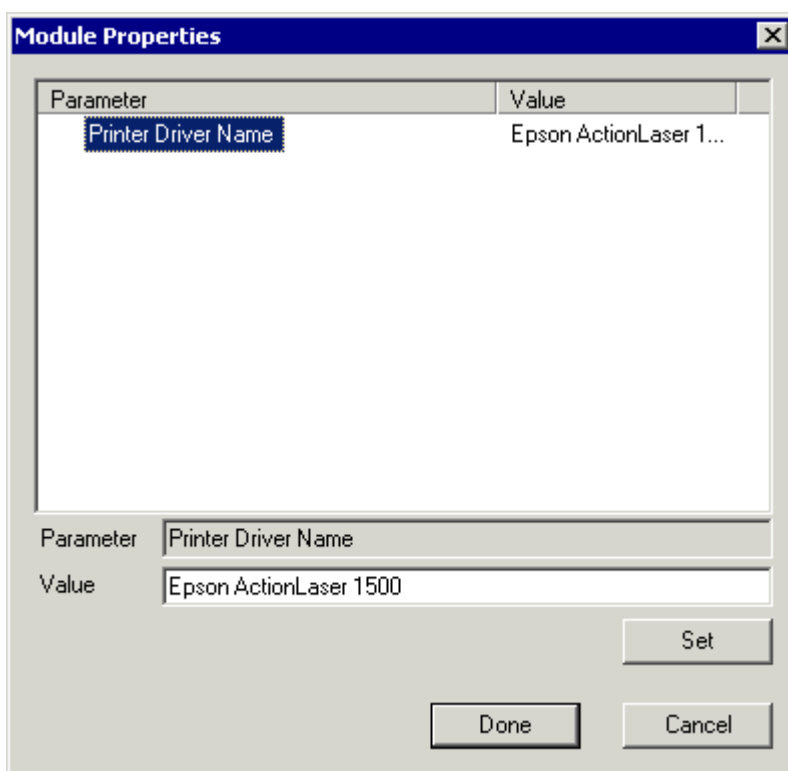 Module Properties
Parameter Value
Printer Driver Name Epson ActionLaser 1...
Parameter Printer Driver Name
Value Epson ActionLaser 1500
Set
Done Cancel